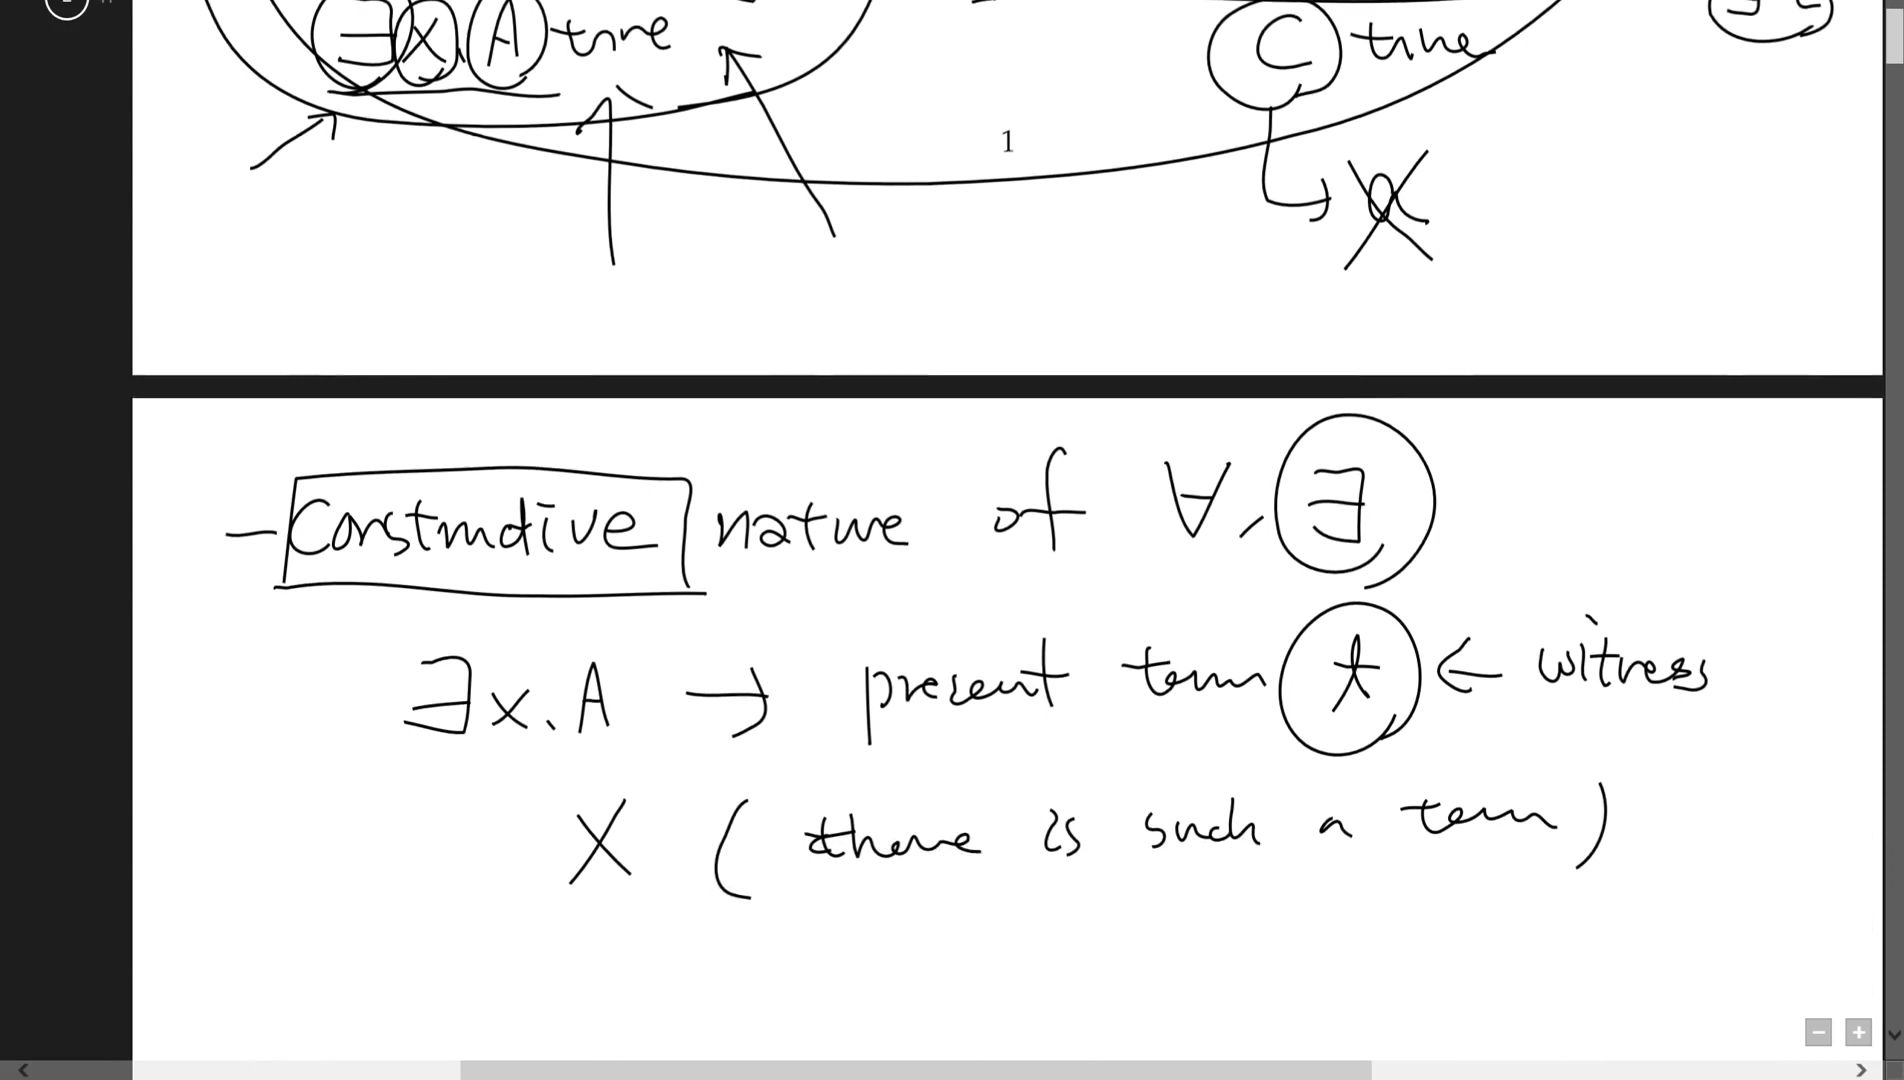 ∃x.A true
C true
1
- Constructive nature of ∀, ∃
∃x.A → present term t ← witness
X ( there is such a term )